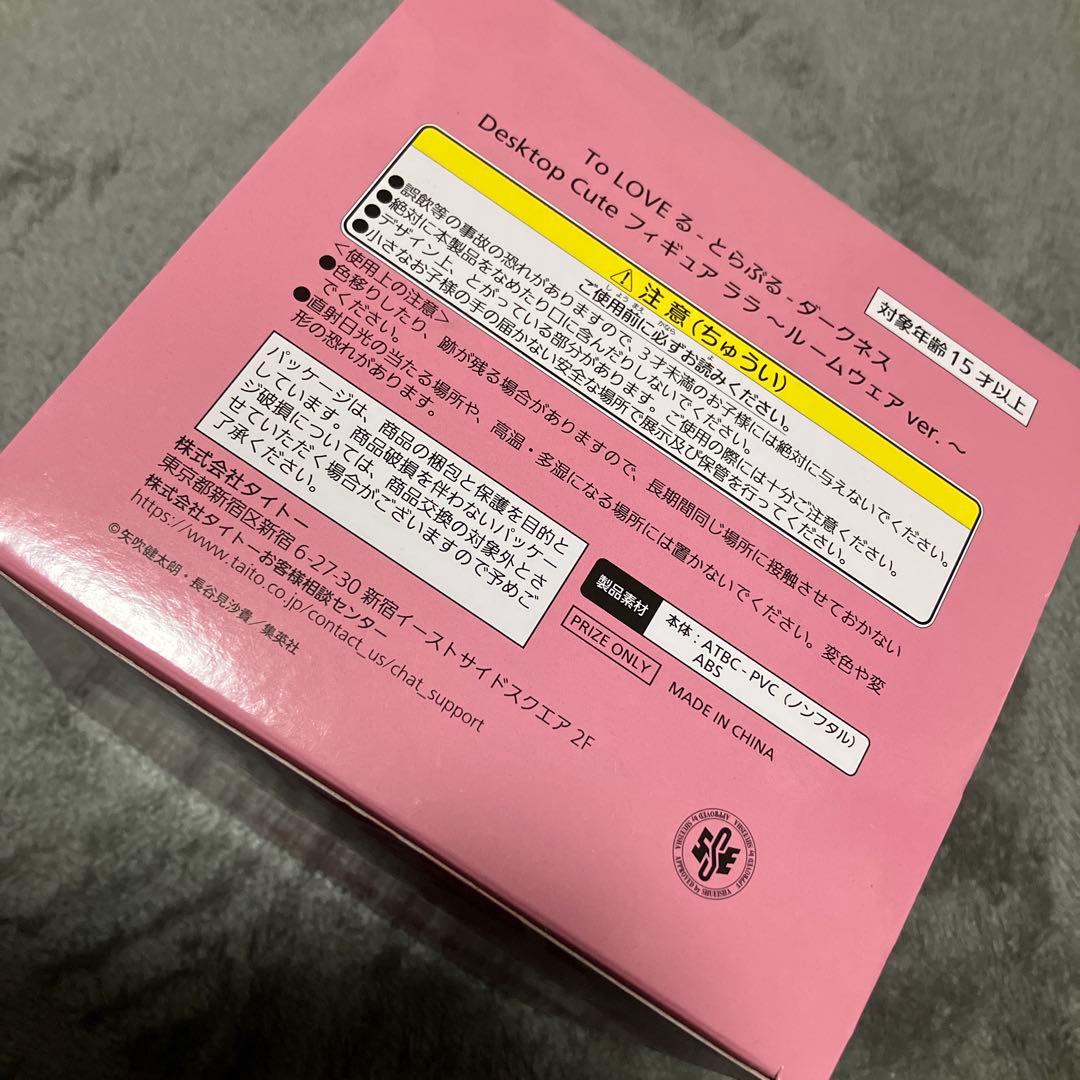 To LOVE る - とらぶる - ダークネス
Desktop Cute フィギュア ララ ～ルームウェア ver. ～
対象年齢 15 才以上
⚠ 注意(ちゅうい)
ご使用前に必ずお読みください。
●誤飲等の事故の恐れがありますので、3才未満のお子様には絶対に与えないでください。
●絶対に本製品をなめたり口に含んだりしないでください。
●デザイン上、とがっている部分があります。ご使用の際には十分ご注意ください。
●小さなお子様の手の届かない安全な場所で展示及び保管を行ってください。
<使用上の注意>
●色移りしたり、跡が残る場合がありますので、長期間同じ場所に接触させておかない
でください。
●直射日光の当たる場所や、高温・多湿になる場所には置かないでください。変色や変
形の恐れがあります。
パッケージは、商品の梱包と保護を目的と
しています。商品破損を伴わないパッケー
ジ破損については、商品交換の対象外とさ
せていただく場合がございますので予めご
了承ください。
製品素材
本体:ATBC-PVC(ノンフタル)
ABS
PRIZE ONLY
MADE IN CHINA
株式会社タイトー
東京都新宿区新宿 6-27-30 新宿イーストサイドスクエア 2F
株式会社タイトーお客様相談センター
https://www.taito.co.jp/contact_us/chat_support
©矢吹健太朗・長谷見沙貴/集英社
APPROVED by SHUEISHA